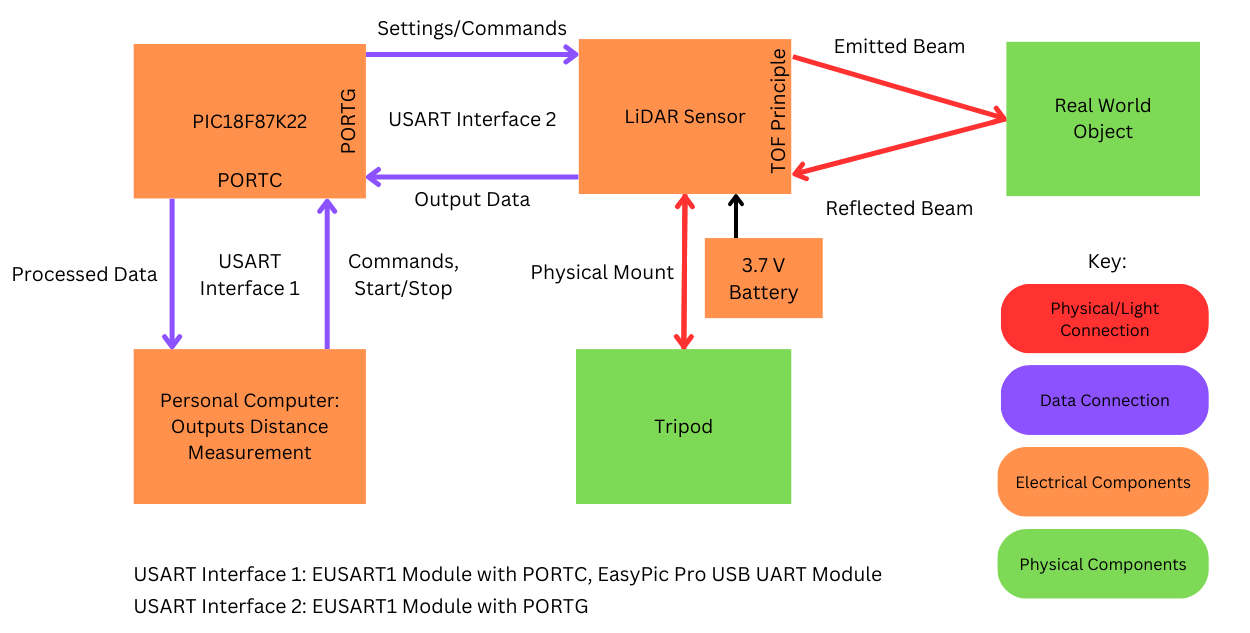 Settings/Commands
Emitted Beam
PIC18F87K22
PORTG
PORTC
USART Interface 2
LiDAR Sensor
TOF Principle
Real World
Object
Output Data
Reflected Beam
Processed Data
USART
Interface 1
Commands,
Start/Stop
Physical Mount
3.7 V
Battery
Personal Computer:
Outputs Distance
Measurement
Tripod
Key:
Physical/Light
Connection
Data Connection
Electrical Components
Physical Components
USART Interface 1: EUSART1 Module with PORTC, EasyPic Pro USB UART Module
USART Interface 2: EUSART1 Module with PORTG